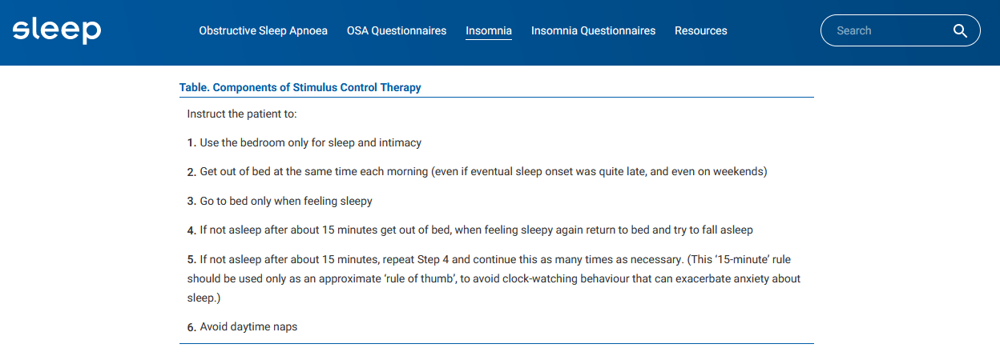 sleep
Obstructive Sleep Apnoea
OSA Questionnaires
Insomnia
Insomnia Questionnaires
Resources
Search
Table. Components of Stimulus Control Therapy
Instruct the patient to:
1. Use the bedroom only for sleep and intimacy
2. Get out of bed at the same time each morning (even if eventual sleep onset was quite late, and even on weekends)
3. Go to bed only when feeling sleepy
4. If not asleep after about 15 minutes get out of bed, when feeling sleepy again return to bed and try to fall asleep
5. If not asleep after about 15 minutes, repeat Step 4 and continue this as many times as necessary. (This ‘15-minute’ rule
should be used only as an approximate ‘rule of thumb’, to avoid clock-watching behaviour that can exacerbate anxiety about
sleep.)
6. Avoid daytime naps